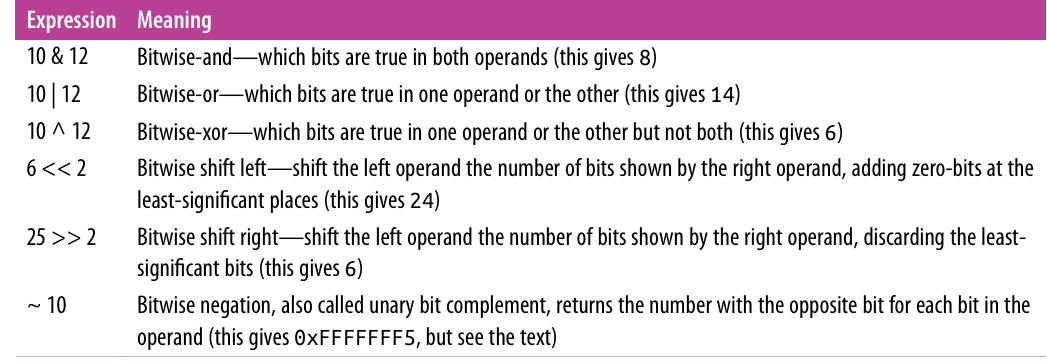 Expression Meaning
10 & 12 Bitwise-and—which bits are true in both operands (this gives 8)
10 | 12 Bitwise-or—which bits are true in one operand or the other (this gives 14)
10 ^ 12 Bitwise-xor—which bits are true in one operand or the other but not both (this gives 6)
6 << 2 Bitwise shift left—shift the left operand the number of bits shown by the right operand, adding zero-bits at the
least-significant places (this gives 24)
25 >> 2 Bitwise shift right—shift the left operand the number of bits shown by the right operand, discarding the least-
significant bits (this gives 6)
~ 10 Bitwise negation, also called unary bit complement, returns the number with the opposite bit for each bit in the
operand (this gives 0xFFFFFFF5, but see the text)